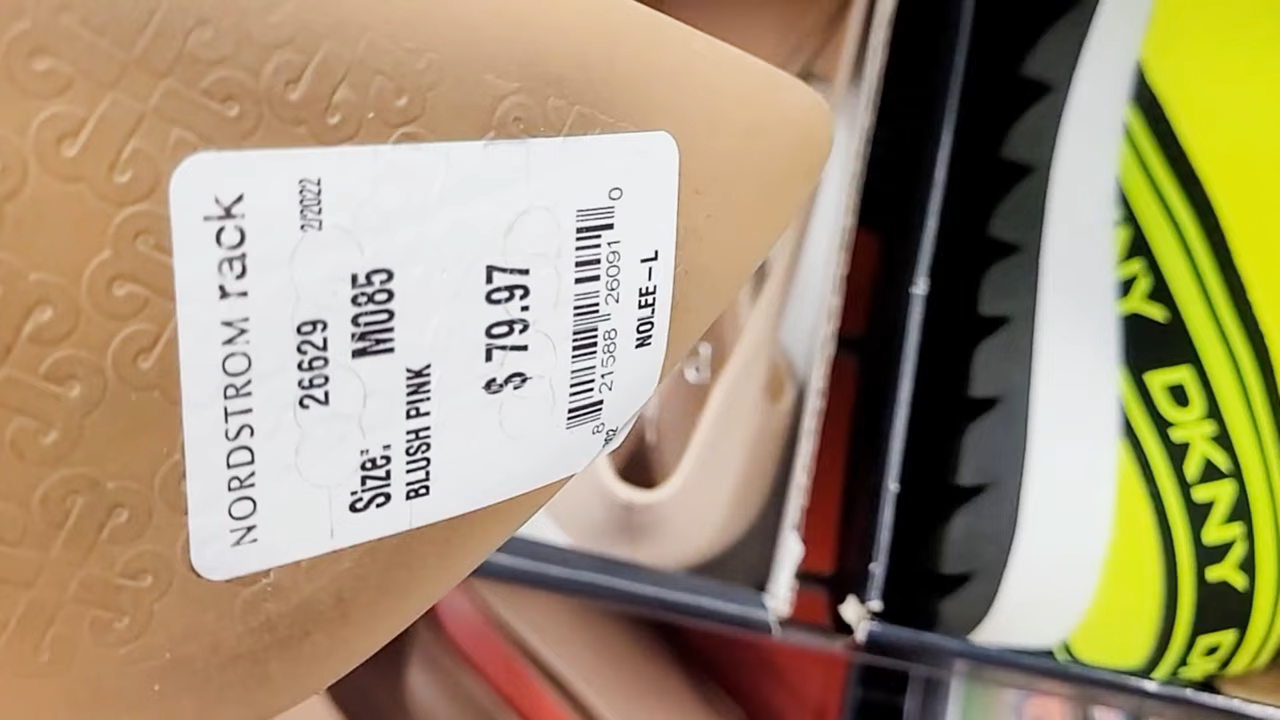 NORDSTROM rack
26629 2/2022
Size: M085
BLUSH PINK
$ 79.97
8 21588 26091 0
NOLEE-L
DKNY